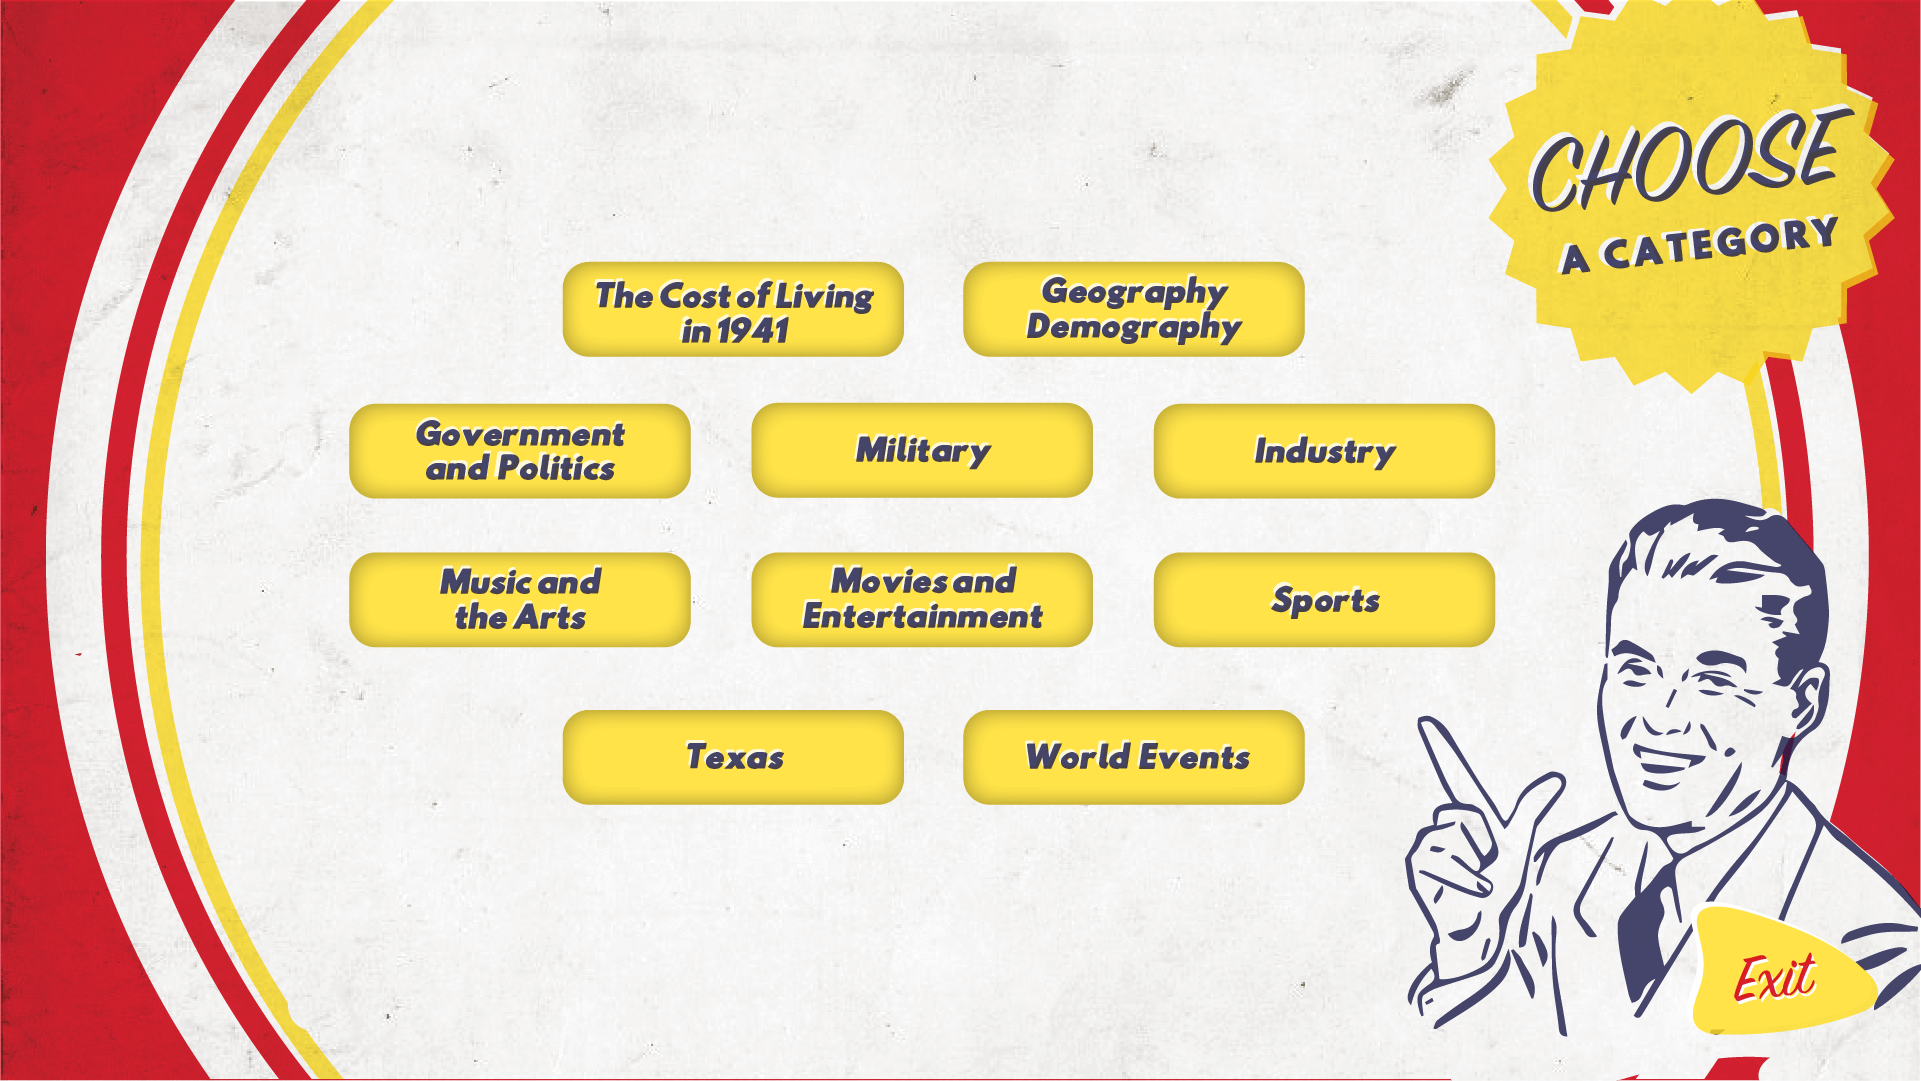 CHOOSE
A CATEGORY
The Cost of Living
in 1941
Geography
Demography
Government
and Politics
Military
Industry
Music and
the Arts
Movies and
Entertainment
Sports
Texas
World Events
Exit